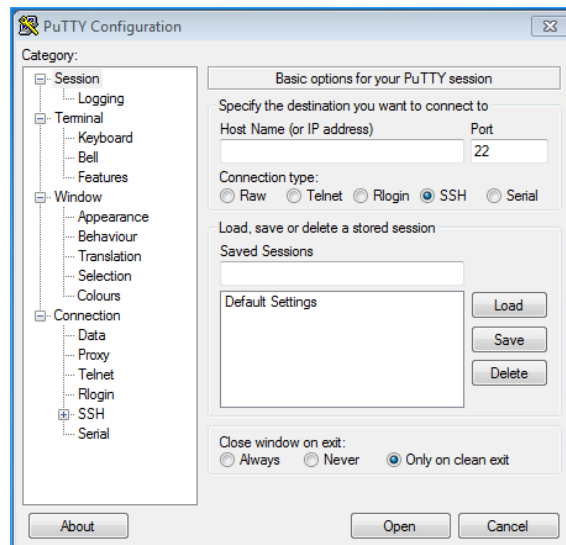 PuTTY Configuration
Category:
Session
Logging
Terminal
Keyboard
Bell
Features
Window
Appearance
Behaviour
Translation
Selection
Colours
Connection
Data
Proxy
Telnet
Rlogin
SSH
Serial
Basic options for your PuTTY session
Specify the destination you want to connect to
Host Name (or IP address) Port
22
Connection type:
Raw Telnet Rlogin SSH Serial
Load, save or delete a stored session
Saved Sessions
Default Settings
Load
Save
Delete
Close window on exit:
Always Never Only on clean exit
About Open Cancel